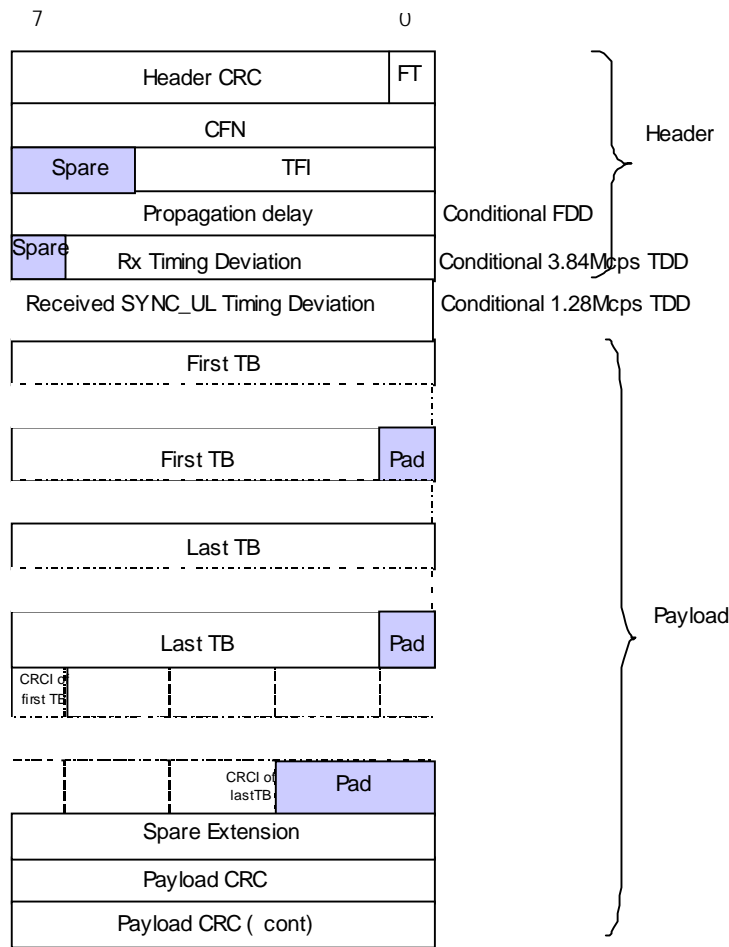 7 0
Header CRC FT
CFN
Header
Spare TFI
Propagation delay Conditional FDD
Spare Rx Timing Deviation Conditional 3.84Mcps TDD
Received SYNC_UL Timing Deviation Conditional 1.28Mcps TDD
First TB
First TB Pad
Last TB
Last TB Pad
Payload
CRCI of
first TB
CRCI of
lastTB
Pad
Spare Extension
Payload CRC
Payload CRC ( cont)